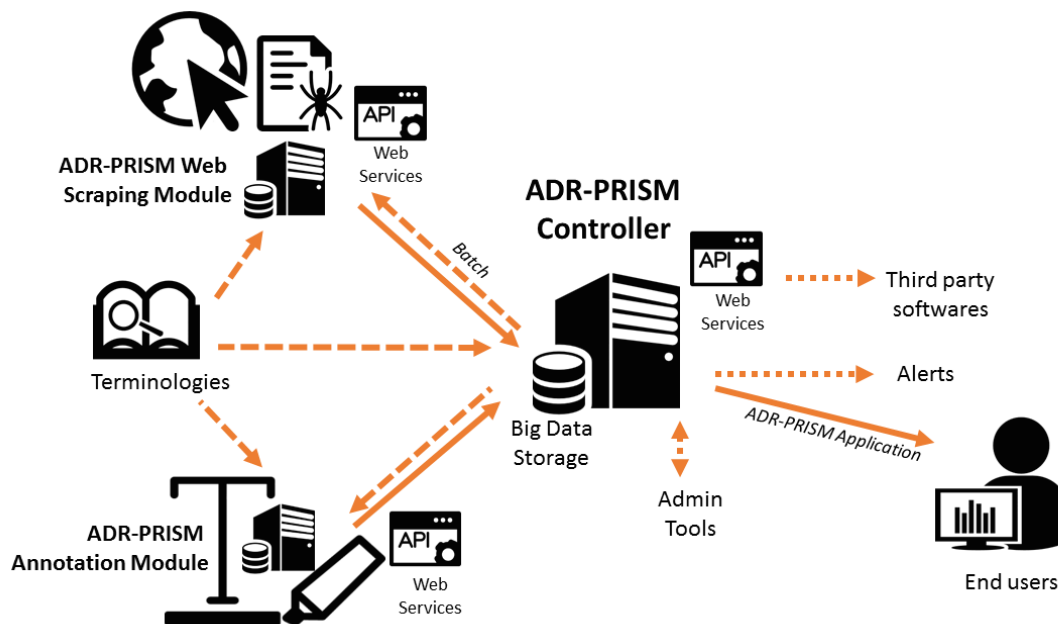 API
Web
Services
ADR-PRISM Web
Scraping Module
ADR-PRISM
Controller
Batch
API
Web
Services
Third party
softwares
Terminologies
Alerts
ADR-PRISM Application
Big Data
Storage
Admin
Tools
ADR-PRISM
Annotation Module
API
Web
Services
End users